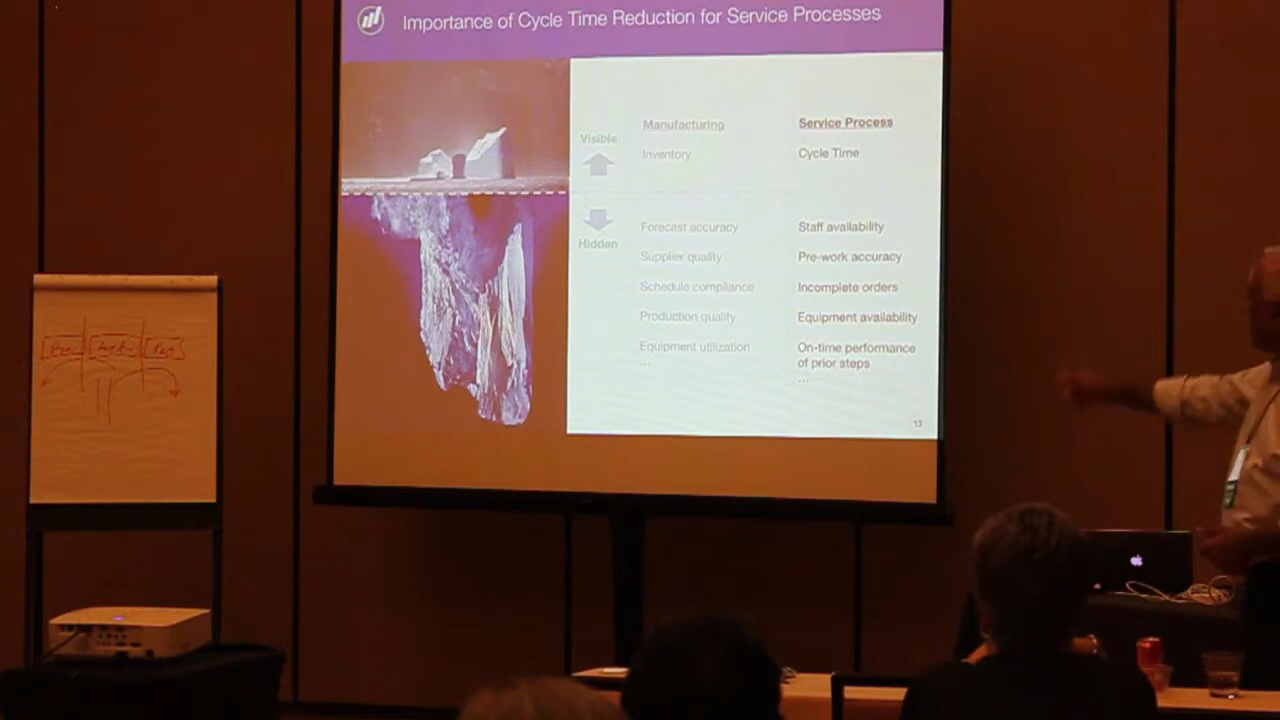 Importance of Cycle Time Reduction for Service Processes
Visible
Manufacturing Service Process
Inventory Cycle Time
Hidden
Forecast accuracy Staff availability
Supplier quality Pre-work accuracy
Schedule compliance Incomplete orders
Production quality Equipment availability
Equipment utilization On-time performance
... of prior steps
...
13